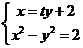 { x = ty + 2
x² − y² = 2